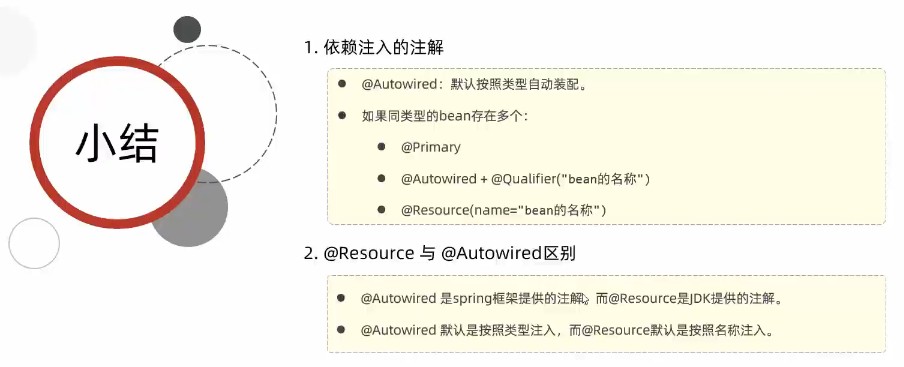 小结
1. 依赖注入的注解
@Autowired：默认按照类型自动装配。
如果同类型的bean存在多个：
@Primary
@Autowired + @Qualifier("bean的名称")
@Resource(name="bean的名称")
2. @Resource 与 @Autowired区别
@Autowired 是spring框架提供的注解，而@Resource是JDK提供的注解。
@Autowired 默认是按照类型注入，而@Resource默认是按照名称注入。